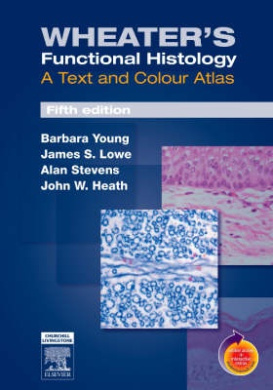 WHEATER'S
Functional Histology
A Text and Colour Atlas
Fifth edition
Barbara Young
James S. Lowe
Alan Stevens
John W. Heath
CHURCHILL
LIVINGSTONE
ELSEVIER